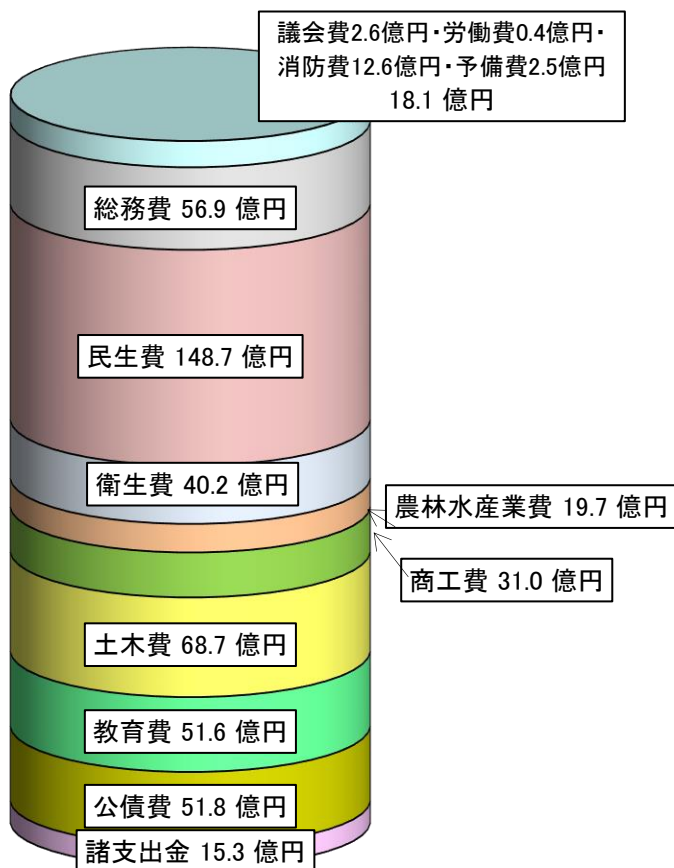 議会費2.6億円・労働費0.4億円・
消防費12.6億円・予備費2.5億円
18.1 億円
総務費 56.9 億円
民生費 148.7 億円
衛生費 40.2 億円
農林水産業費 19.7 億円
商工費 31.0 億円
土木費 68.7 億円
教育費 51.6 億円
公債費 51.8 億円
諸支出金 15.3 億円